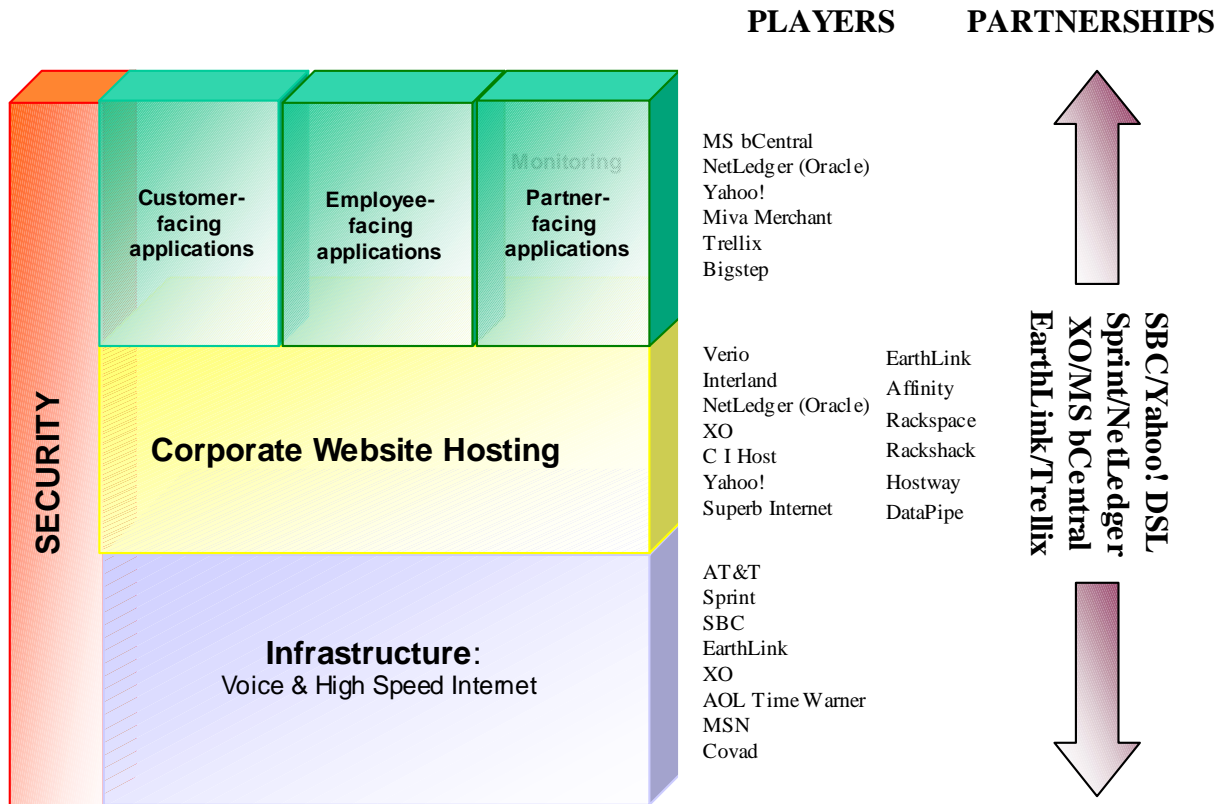 PLAYERS
PARTNERSHIPS
SECURITY
Customer-
facing
applications
Employee-
facing
applications
Monitoring
Partner-
facing
applications
MS bCentral
NetLedger (Oracle)
Yahoo!
Miva Merchant
Trellix
Bigstep
Corporate Website Hosting
Verio
Interland
NetLedger (Oracle)
XO
C I Host
Yahoo!
Superb Internet
EarthLink
Affinity
Rackspace
Rackshack
Hostway
DataPipe
Infrastructure:
Voice & High Speed Internet
AT&T
Sprint
SBC
EarthLink
XO
AOL Time Warner
MSN
Covad
SBC/Yahoo! DSL
Sprint/NetLedger
XO/MS bCentral
EarthLink/Trellix